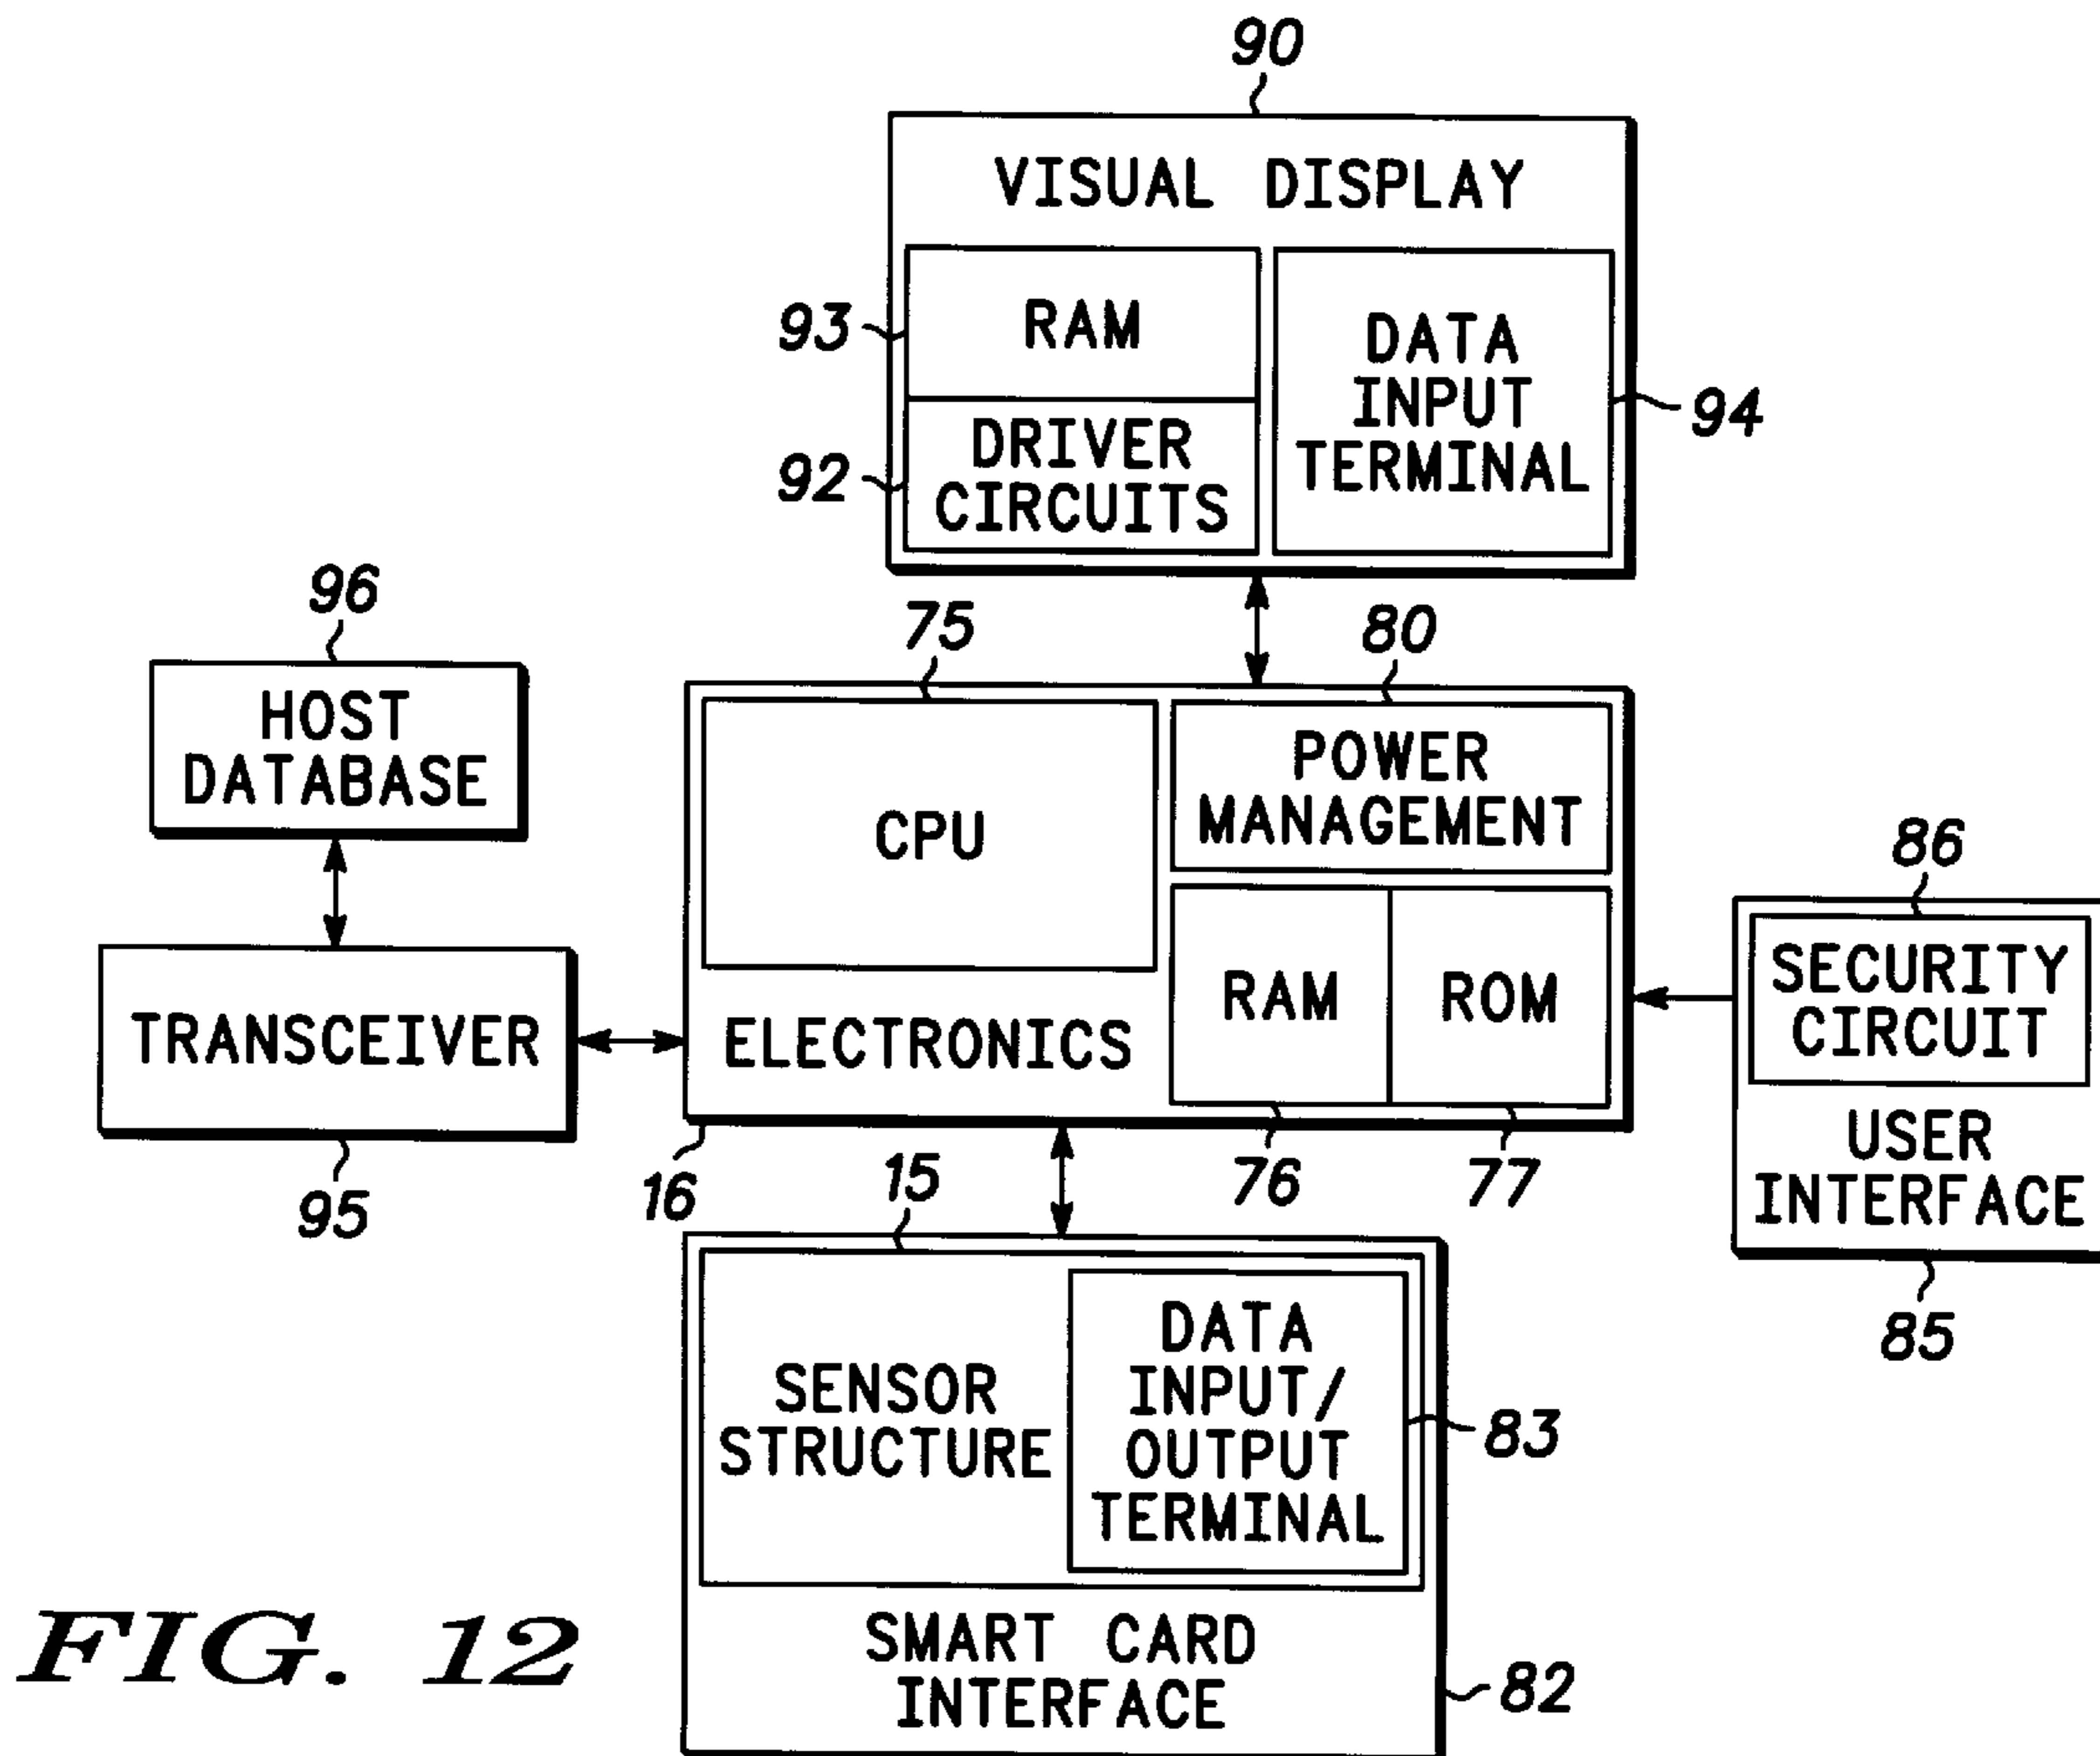 90
VISUAL DISPLAY
93
RAM
DATA
INPUT
TERMINAL
94
92
DRIVER
CIRCUITS
96
HOST
DATABASE
75
80
CPU
POWER
MANAGEMENT
86
SECURITY
CIRCUIT
USER
INTERFACE
85
TRANSCEIVER
95
ELECTRONICS
RAM
ROM
16
76
77
15
SENSOR
STRUCTURE
DATA
INPUT/
OUTPUT
TERMINAL
83
SMART CARD
INTERFACE
82
FIG. 12